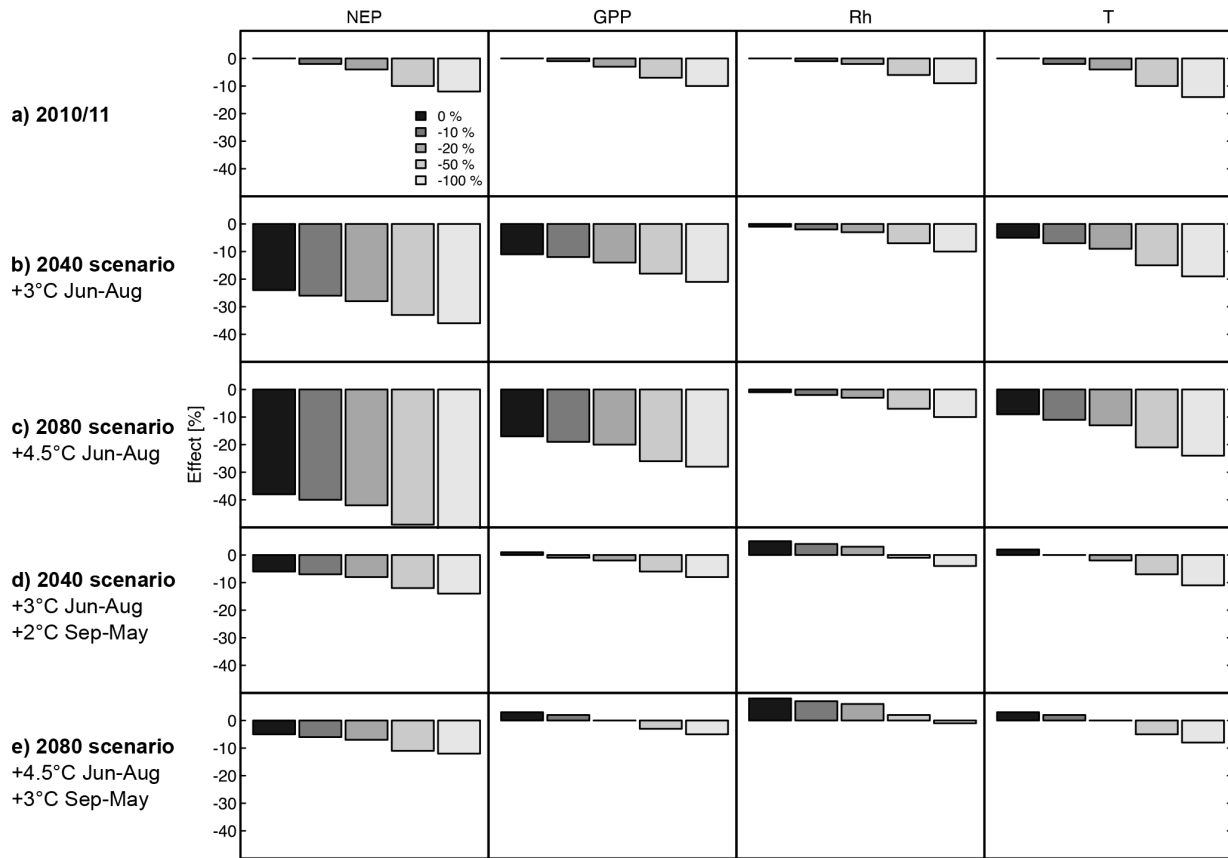 NEP GPP Rh T
a) 2010/11
0
-10
-20
-30
-40
0 %
-10 %
-20 %
-50 %
-100 %
b) 2040 scenario
+3°C Jun-Aug
0
-10
-20
-30
-40
c) 2080 scenario
+4.5°C Jun-Aug
Effect [%]
0
-10
-20
-30
-40
d) 2040 scenario
+3°C Jun-Aug
+2°C Sep-May
0
-10
-20
-30
-40
e) 2080 scenario
+4.5°C Jun-Aug
+3°C Sep-May
0
-10
-20
-30
-40